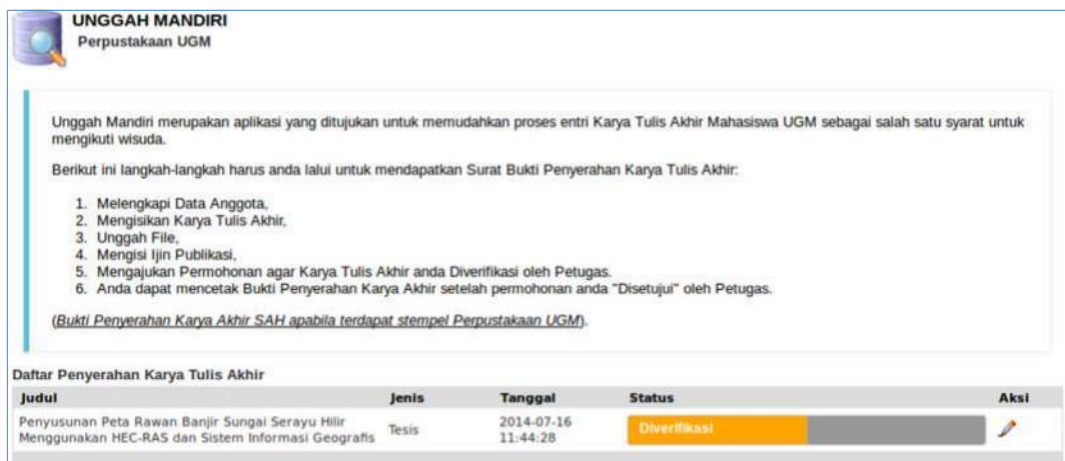 UNGGAH MANDIRI
Perpustakaan UGM
Unggah Mandiri merupakan aplikasi yang ditujukan untuk memudahkan proses entri Karya Tulis Akhir Mahasiswa UGM sebagai salah satu syarat untuk
mengikuti wisuda.
Berikut ini langkah-langkah harus anda lalui untuk mendapatkan Surat Bukti Penyerahan Karya Tulis Akhir:
1. Melengkapi Data Anggota,
2. Mengisikan Karya Tulis Akhir,
3. Unggah File,
4. Mengisi Ijin Publikasi,
5. Mengajukan Permohonan agar Karya Tulis Akhir anda Diverifikasi oleh Petugas.
6. Anda dapat mencetak Bukti Penyerahan Karya Akhir setelah permohonan anda "Disetujui" oleh Petugas.
(Bukti Penyerahan Karya Akhir SAH apabila terdapat stempel Perpustakaan UGM).
Daftar Penyerahan Karya Tulis Akhir
Judul Jenis Tanggal Status Aksi
Penyusunan Peta Rawan Banjir Sungai Serayu Hilir
Menggunakan HEC-RAS dan Sistem Informasi Geografis
Tesis
2014-07-16
11:44:28
Diverifikasi